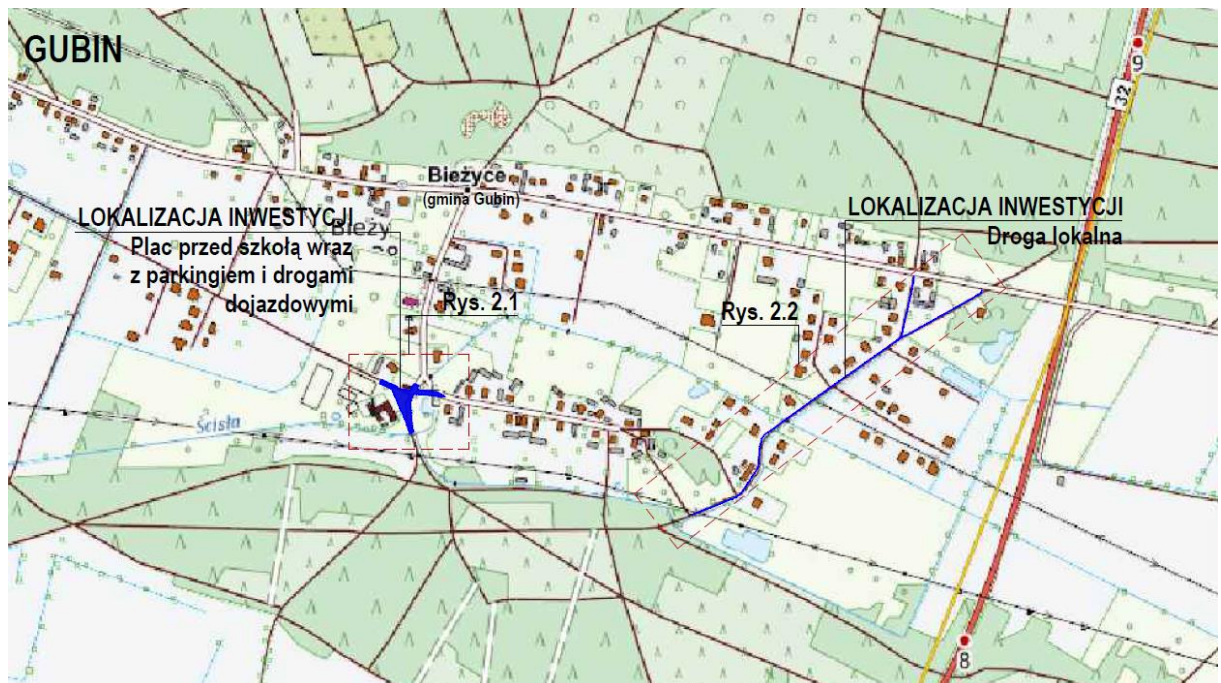 GUBIN
9
32
Bieżyce
(gmina Gubin)
LOKALIZACJA INWESTYCJI
Bieży
Plac przed szkołą wraz
z parkingiem i drogami
dojazdowymi
Rys. 2.1
LOKALIZACJA INWESTYCJI
Droga lokalna
Rys. 2.2
Ścisła
8